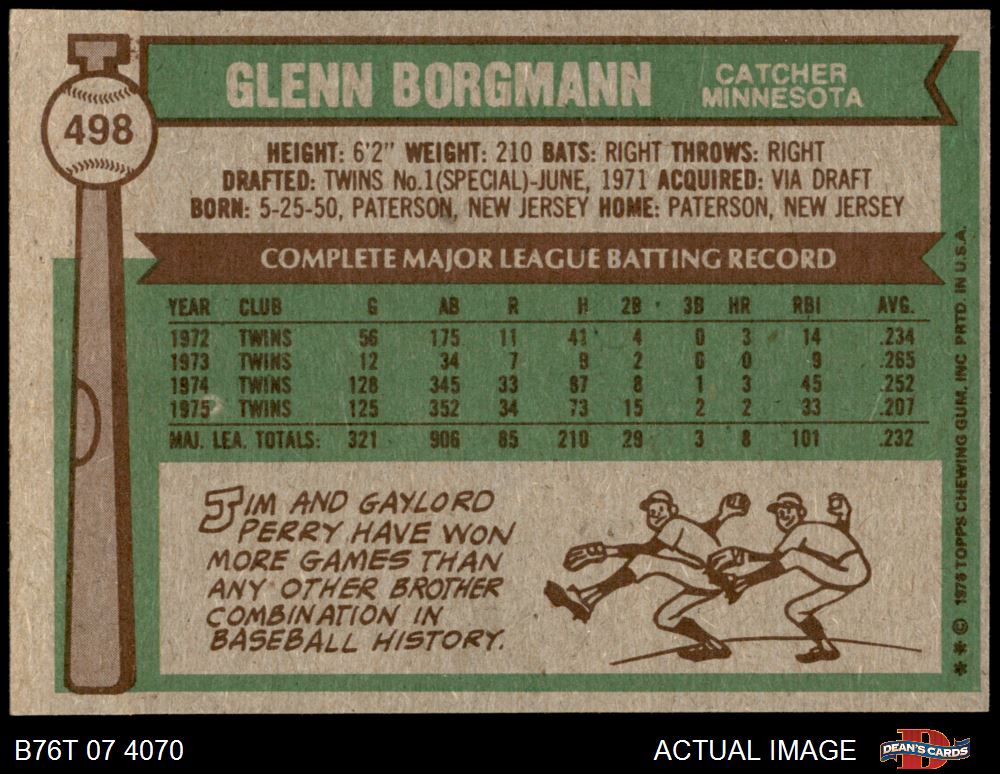 498
GLENN BORGMANN
CATCHER
MINNESOTA
HEIGHT: 6'2" WEIGHT: 210 BATS: RIGHT THROWS: RIGHT
DRAFTED: TWINS No.1(SPECIAL)-JUNE, 1971 ACQUIRED: VIA DRAFT
BORN: 5-25-50, PATERSON, NEW JERSEY HOME: PATERSON, NEW JERSEY
COMPLETE MAJOR LEAGUE BATTING RECORD
YEAR CLUB G AB R H 2B 3B HR RBI AVG.
1972 TWINS 56 175 11 41 4 0 3 14 .234
1973 TWINS 12 34 7 9 2 0 0 9 .265
1974 TWINS 128 345 33 87 8 1 3 45 .252
1975 TWINS 125 352 34 73 15 2 2 33 .207
MAJ. LEA. TOTALS: 321 906 85 210 29 3 8 101 .232
JIM AND GAYLORD
PERRY HAVE WON
MORE GAMES THAN
ANY OTHER BROTHER
COMBINATION IN
BASEBALL HISTORY.
** © 1976 TOPPS CHEWING GUM, INC PRTD. IN U.S.A.
B76T 07 4070
ACTUAL IMAGE
DEAN'S CARDS